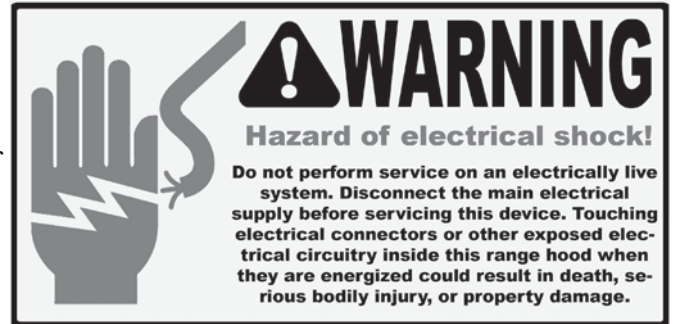 WARNING
Hazard of electrical shock!
Do not perform service on an electrically live
system. Disconnect the main electrical
supply before servicing this device. Touching
electrical connectors or other exposed elec-
trical circuitry inside this range hood when
they are energized could result in death, se-
rious bodily injury, or property damage.